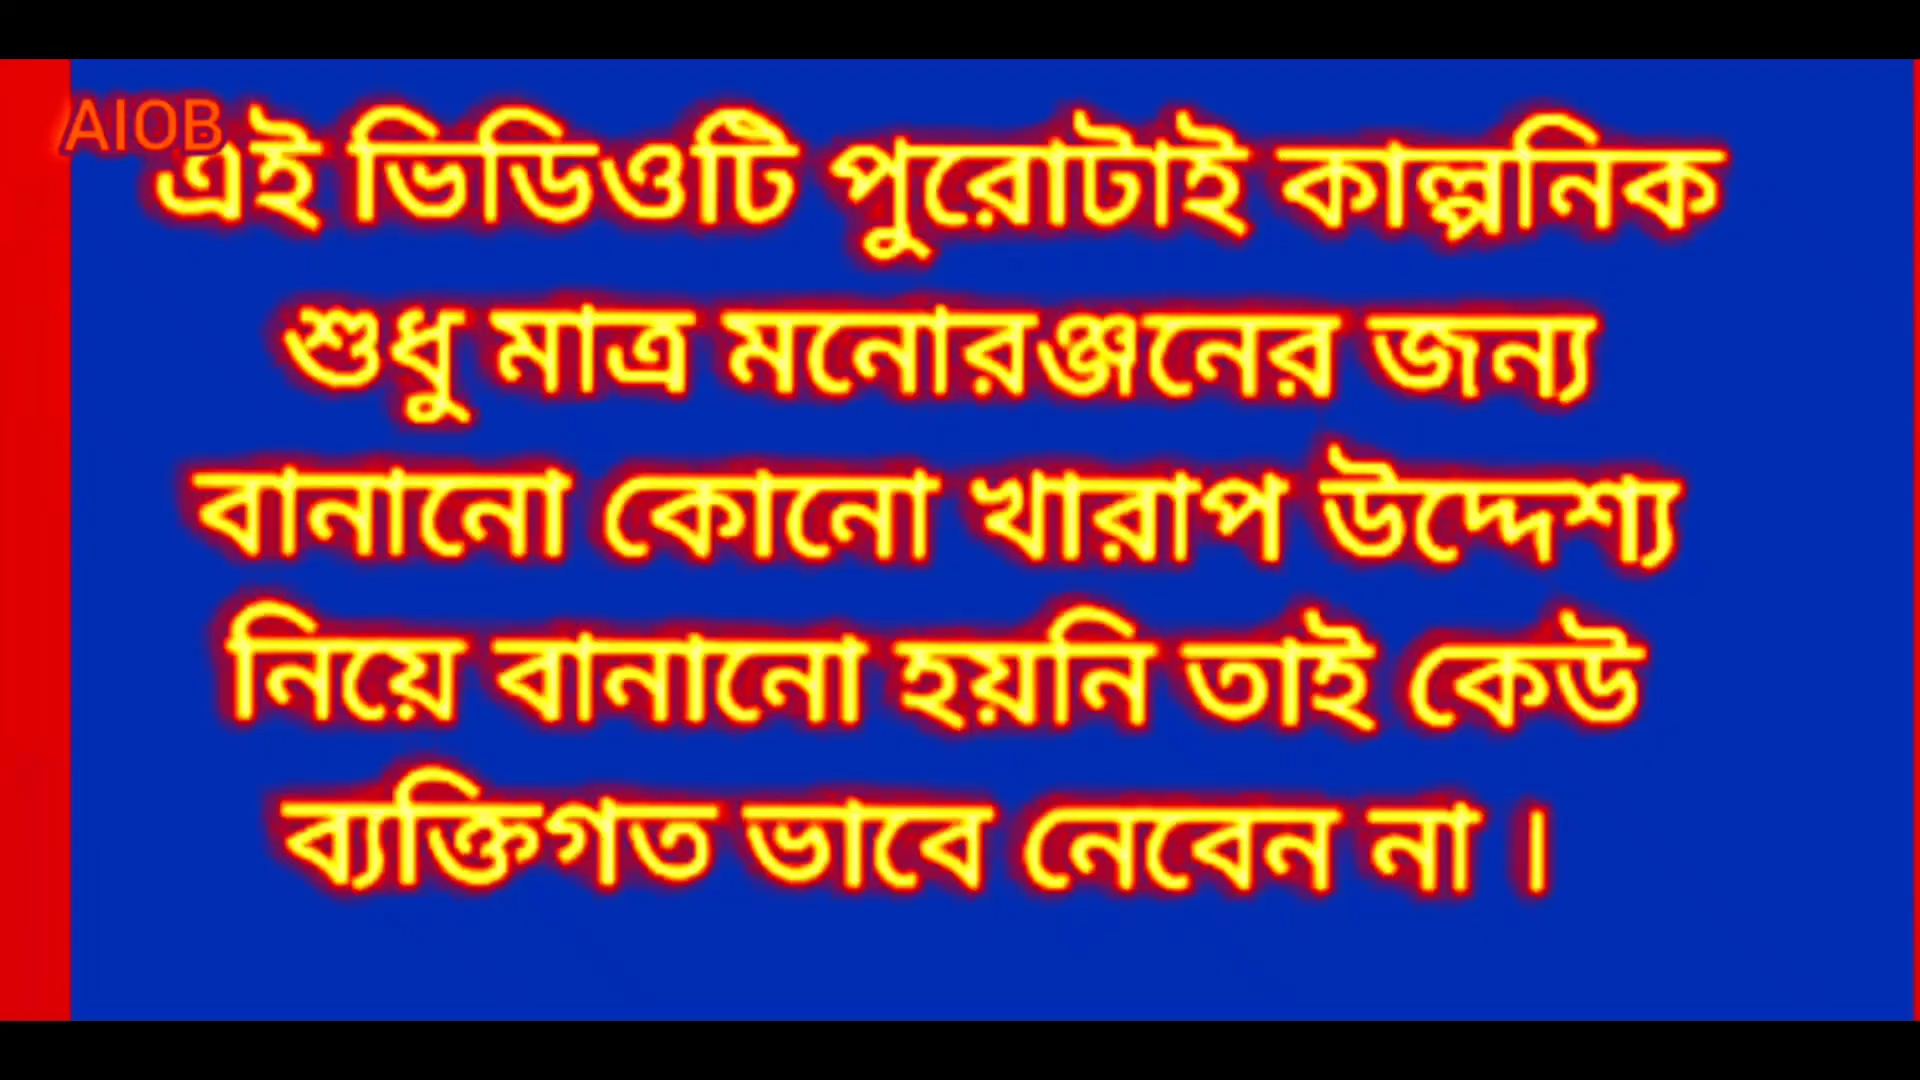 AIOB
এই ভিডিওটি পুরোটাই কাল্পনিক
শুধু মাত্র মনোরঞ্জনের জন্য
বানানো কোনো খারাপ উদ্দেশ্য
নিয়ে বানানো হয়নি তাই কেউ
ব্যক্তিগত ভাবে নেবেন না ।